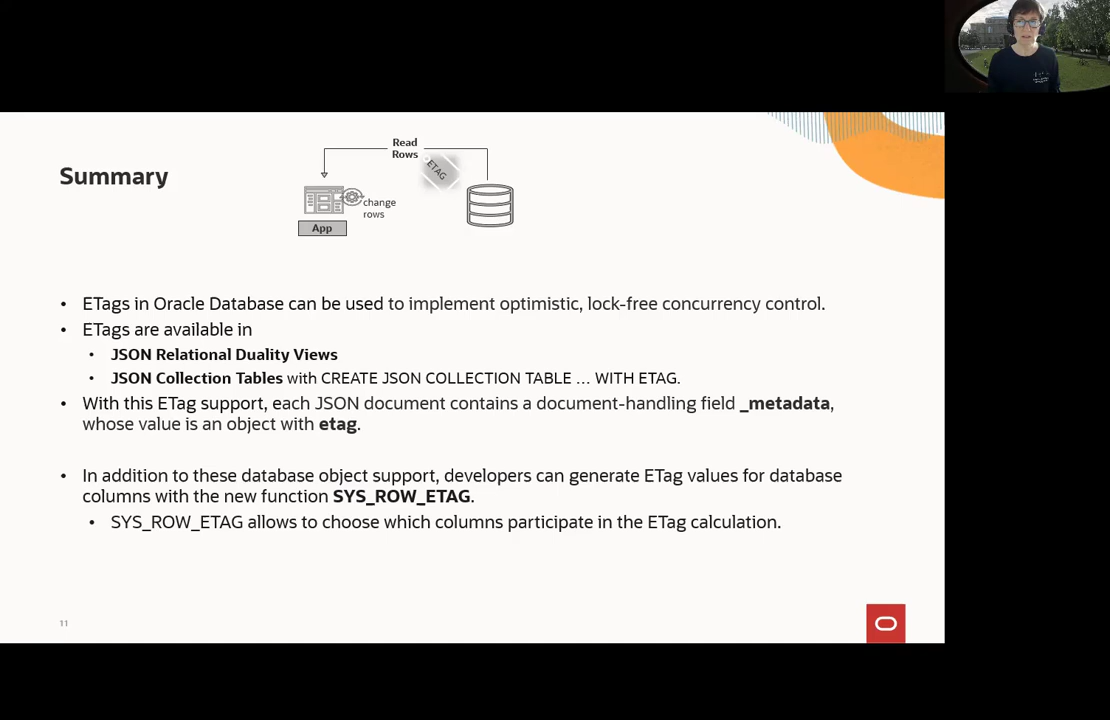 Summary
Read
Rows
ETAG
change
rows
App
• ETags in Oracle Database can be used to implement optimistic, lock-free concurrency control.
• ETags are available in
• JSON Relational Duality Views
• JSON Collection Tables with CREATE JSON COLLECTION TABLE … WITH ETAG.
• With this ETag support, each JSON document contains a document-handling field _metadata,
whose value is an object with etag.
• In addition to these database object support, developers can generate ETag values for database
columns with the new function SYS_ROW_ETAG.
• SYS_ROW_ETAG allows to choose which columns participate in the ETag calculation.
11